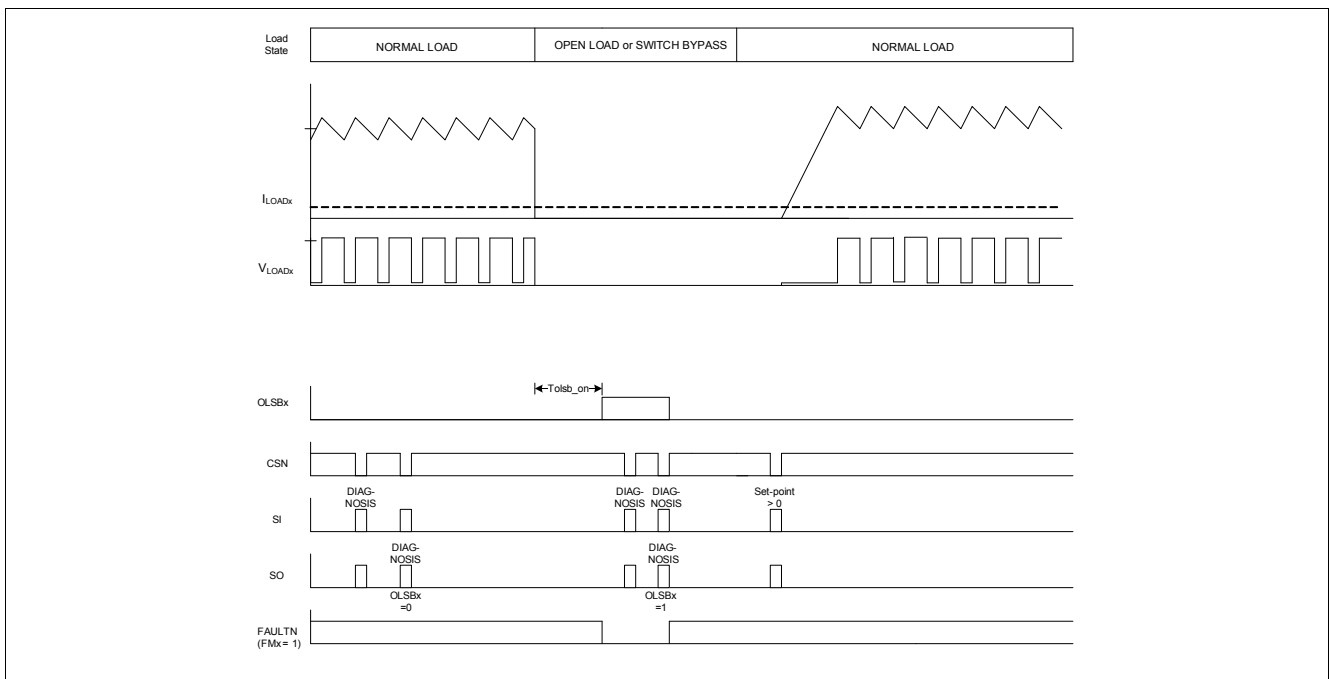 Load
State
NORMAL LOAD
OPEN LOAD or SWITCH BYPASS
NORMAL LOAD
ILOADx
VLOADx
Tolsb_on
OLSBx
CSN
DIAG-
NOSIS
DIAG-
NOSIS
DIAG-
NOSIS
Set-point
> 0
SI
DIAG-
NOSIS
DIAG-
NOSIS
SO
OLSBx
=0
OLSBx
=1
FAULTN
(FMx = 1)